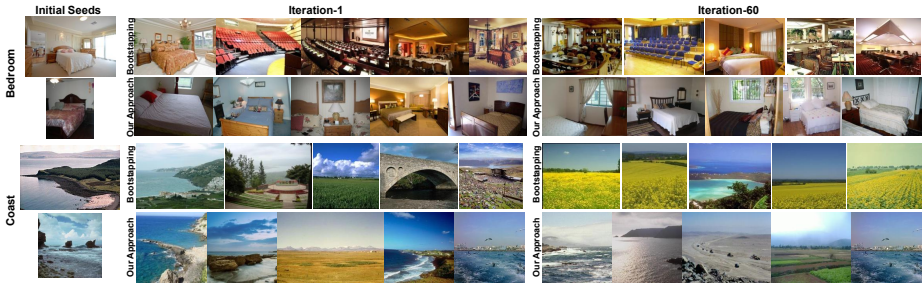 Initial Seeds
Iteration-1
Iteration-60
Bedroom
Bootstapping
Our Approach
Bootstapping
Our Approach
Coast
Bootstapping
Our Approach
Bootstapping
Our Approach